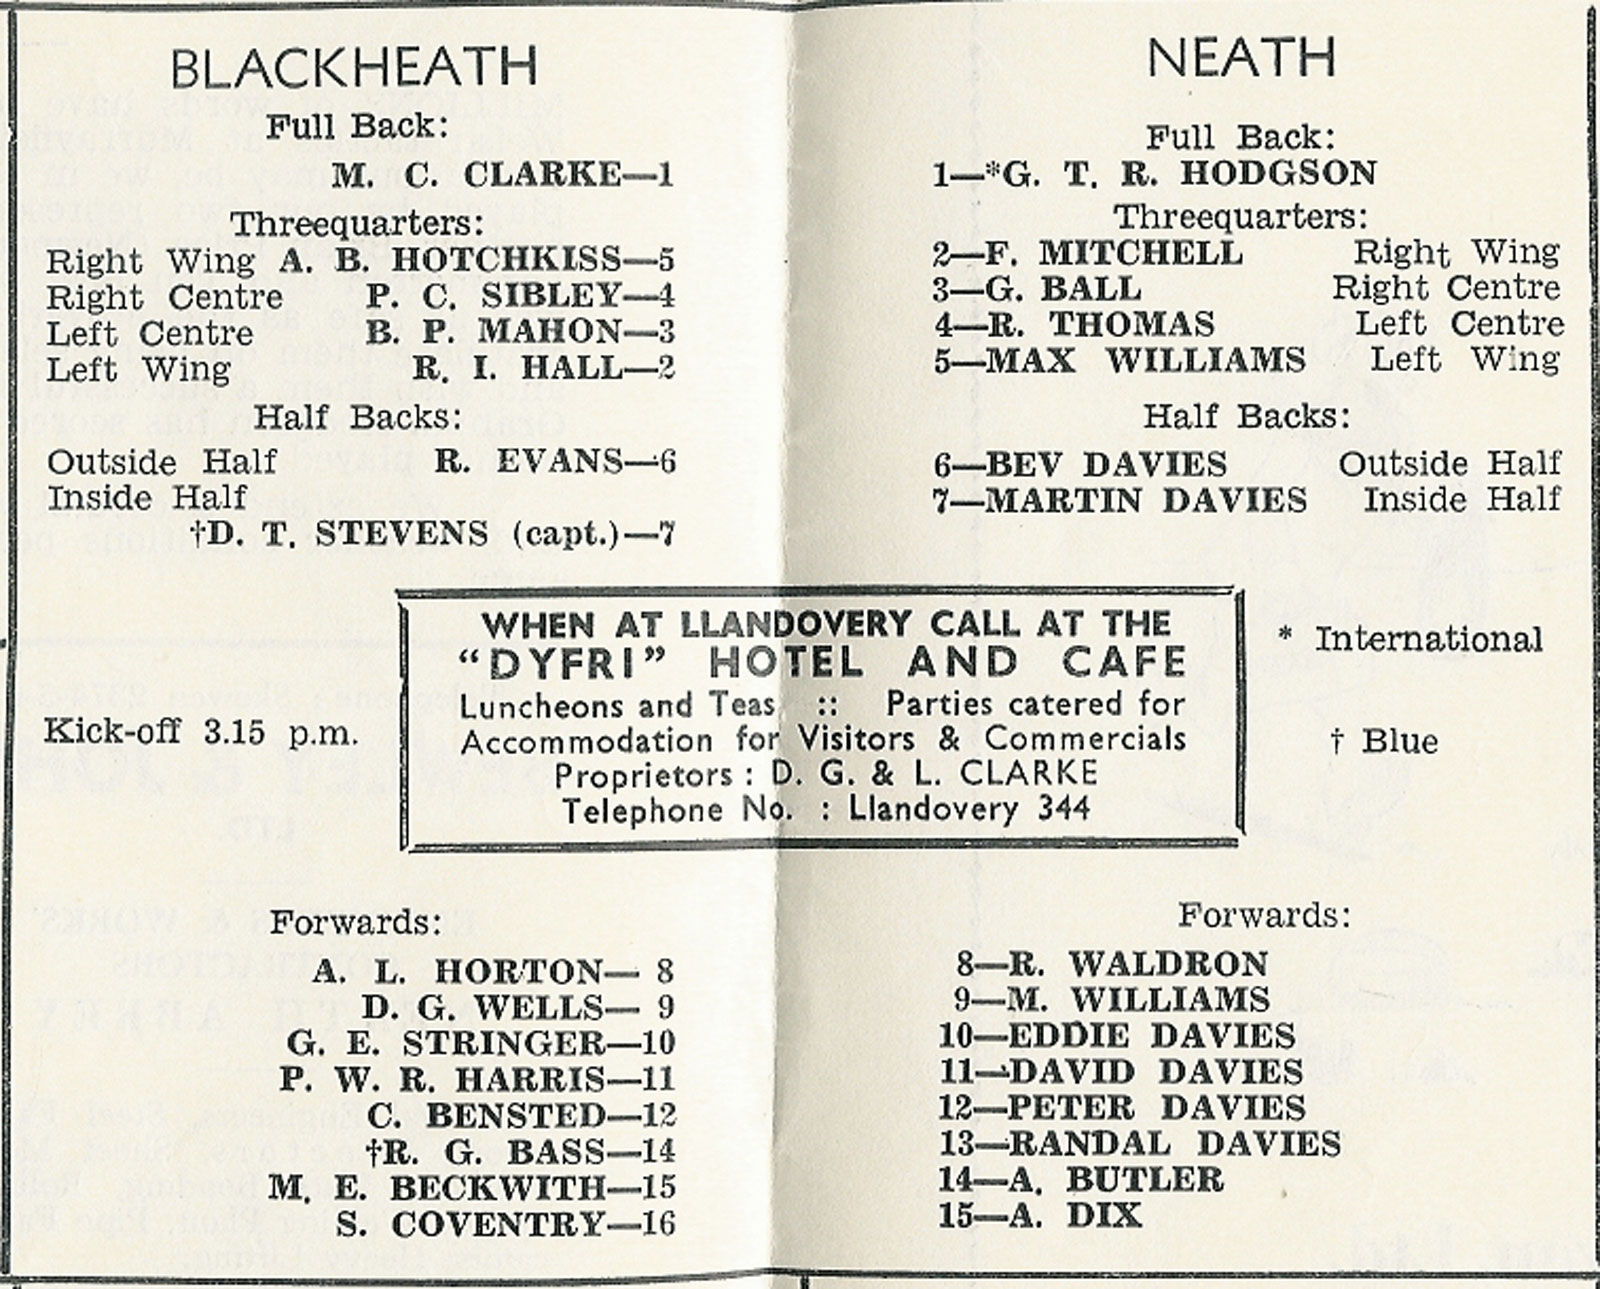 BLACKHEATH
Full Back:
M. C. CLARKE—1
Threequarters:
Right Wing A. B. HOTCHKISS—5
Right Centre P. C. SIBLEY—4
Left Centre B. P. MAHON—3
Left Wing R. I. HALL—2
Half Backs:
Outside Half R. EVANS—6
Inside Half
†D. T. STEVENS (capt.)—7
NEATH
Full Back:
1—*G. T. R. HODGSON
Threequarters:
2—F. MITCHELL Right Wing
3—G. BALL Right Centre
4—R. THOMAS Left Centre
5—MAX WILLIAMS Left Wing
Half Backs:
6—BEV DAVIES Outside Half
7—MARTIN DAVIES Inside Half
Kick-off 3.15 p.m.
WHEN AT LLANDOVERY CALL AT THE
“DYFRI” HOTEL AND CAFE
Luncheons and Teas :: Parties catered for
Accommodation for Visitors & Commercials
Proprietors : D. G. & L. CLARKE
Telephone No. : Llandovery 344
* International
† Blue
Forwards:
A. L. HORTON— 8
D. G. WELLS— 9
G. E. STRINGER—10
P. W. R. HARRIS—11
C. BENSTED—12
†R. G. BASS—14
M. E. BECKWITH—15
S. COVENTRY—16
Forwards:
8—R. WALDRON
9—M. WILLIAMS
10—EDDIE DAVIES
11—DAVID DAVIES
12—PETER DAVIES
13—RANDAL DAVIES
14—A. BUTLER
15—A. DIX